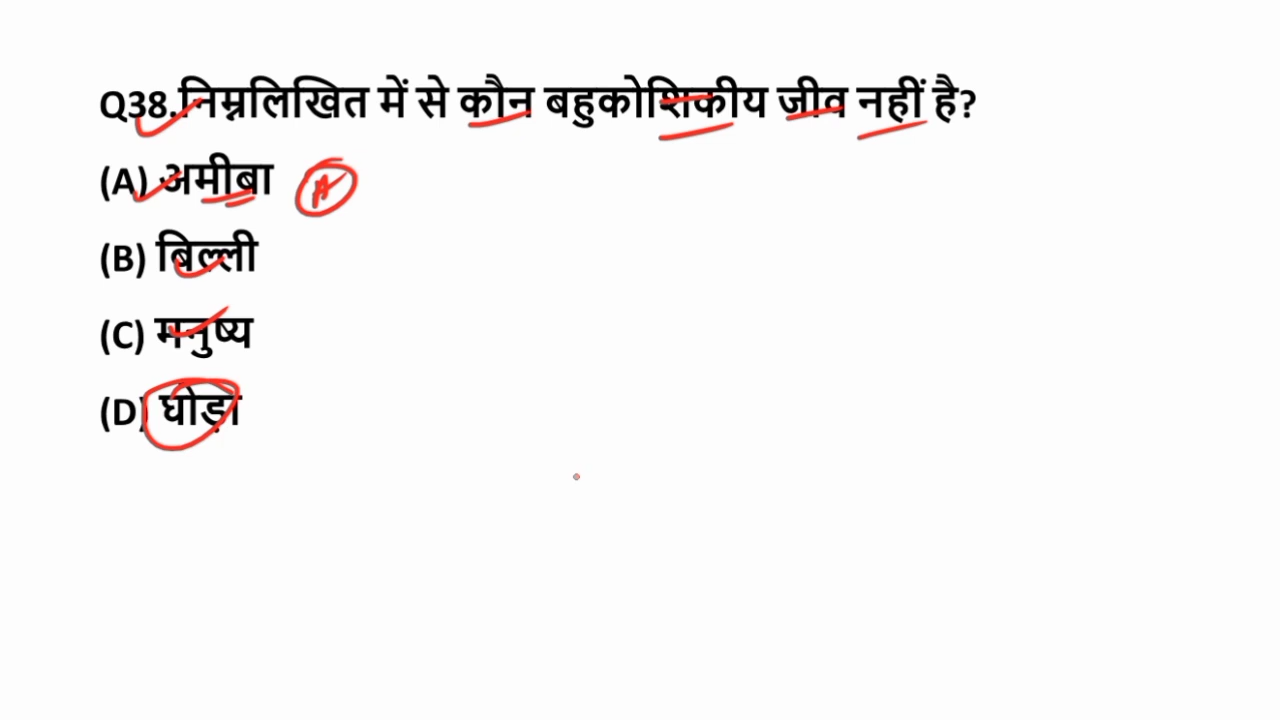 Q38.निम्नलिखित में से कौन बहुकोशिकीय जीव नहीं है?
(A) अमीबा A
(B) बिल्ली
(C) मनुष्य
(D) घोड़ा